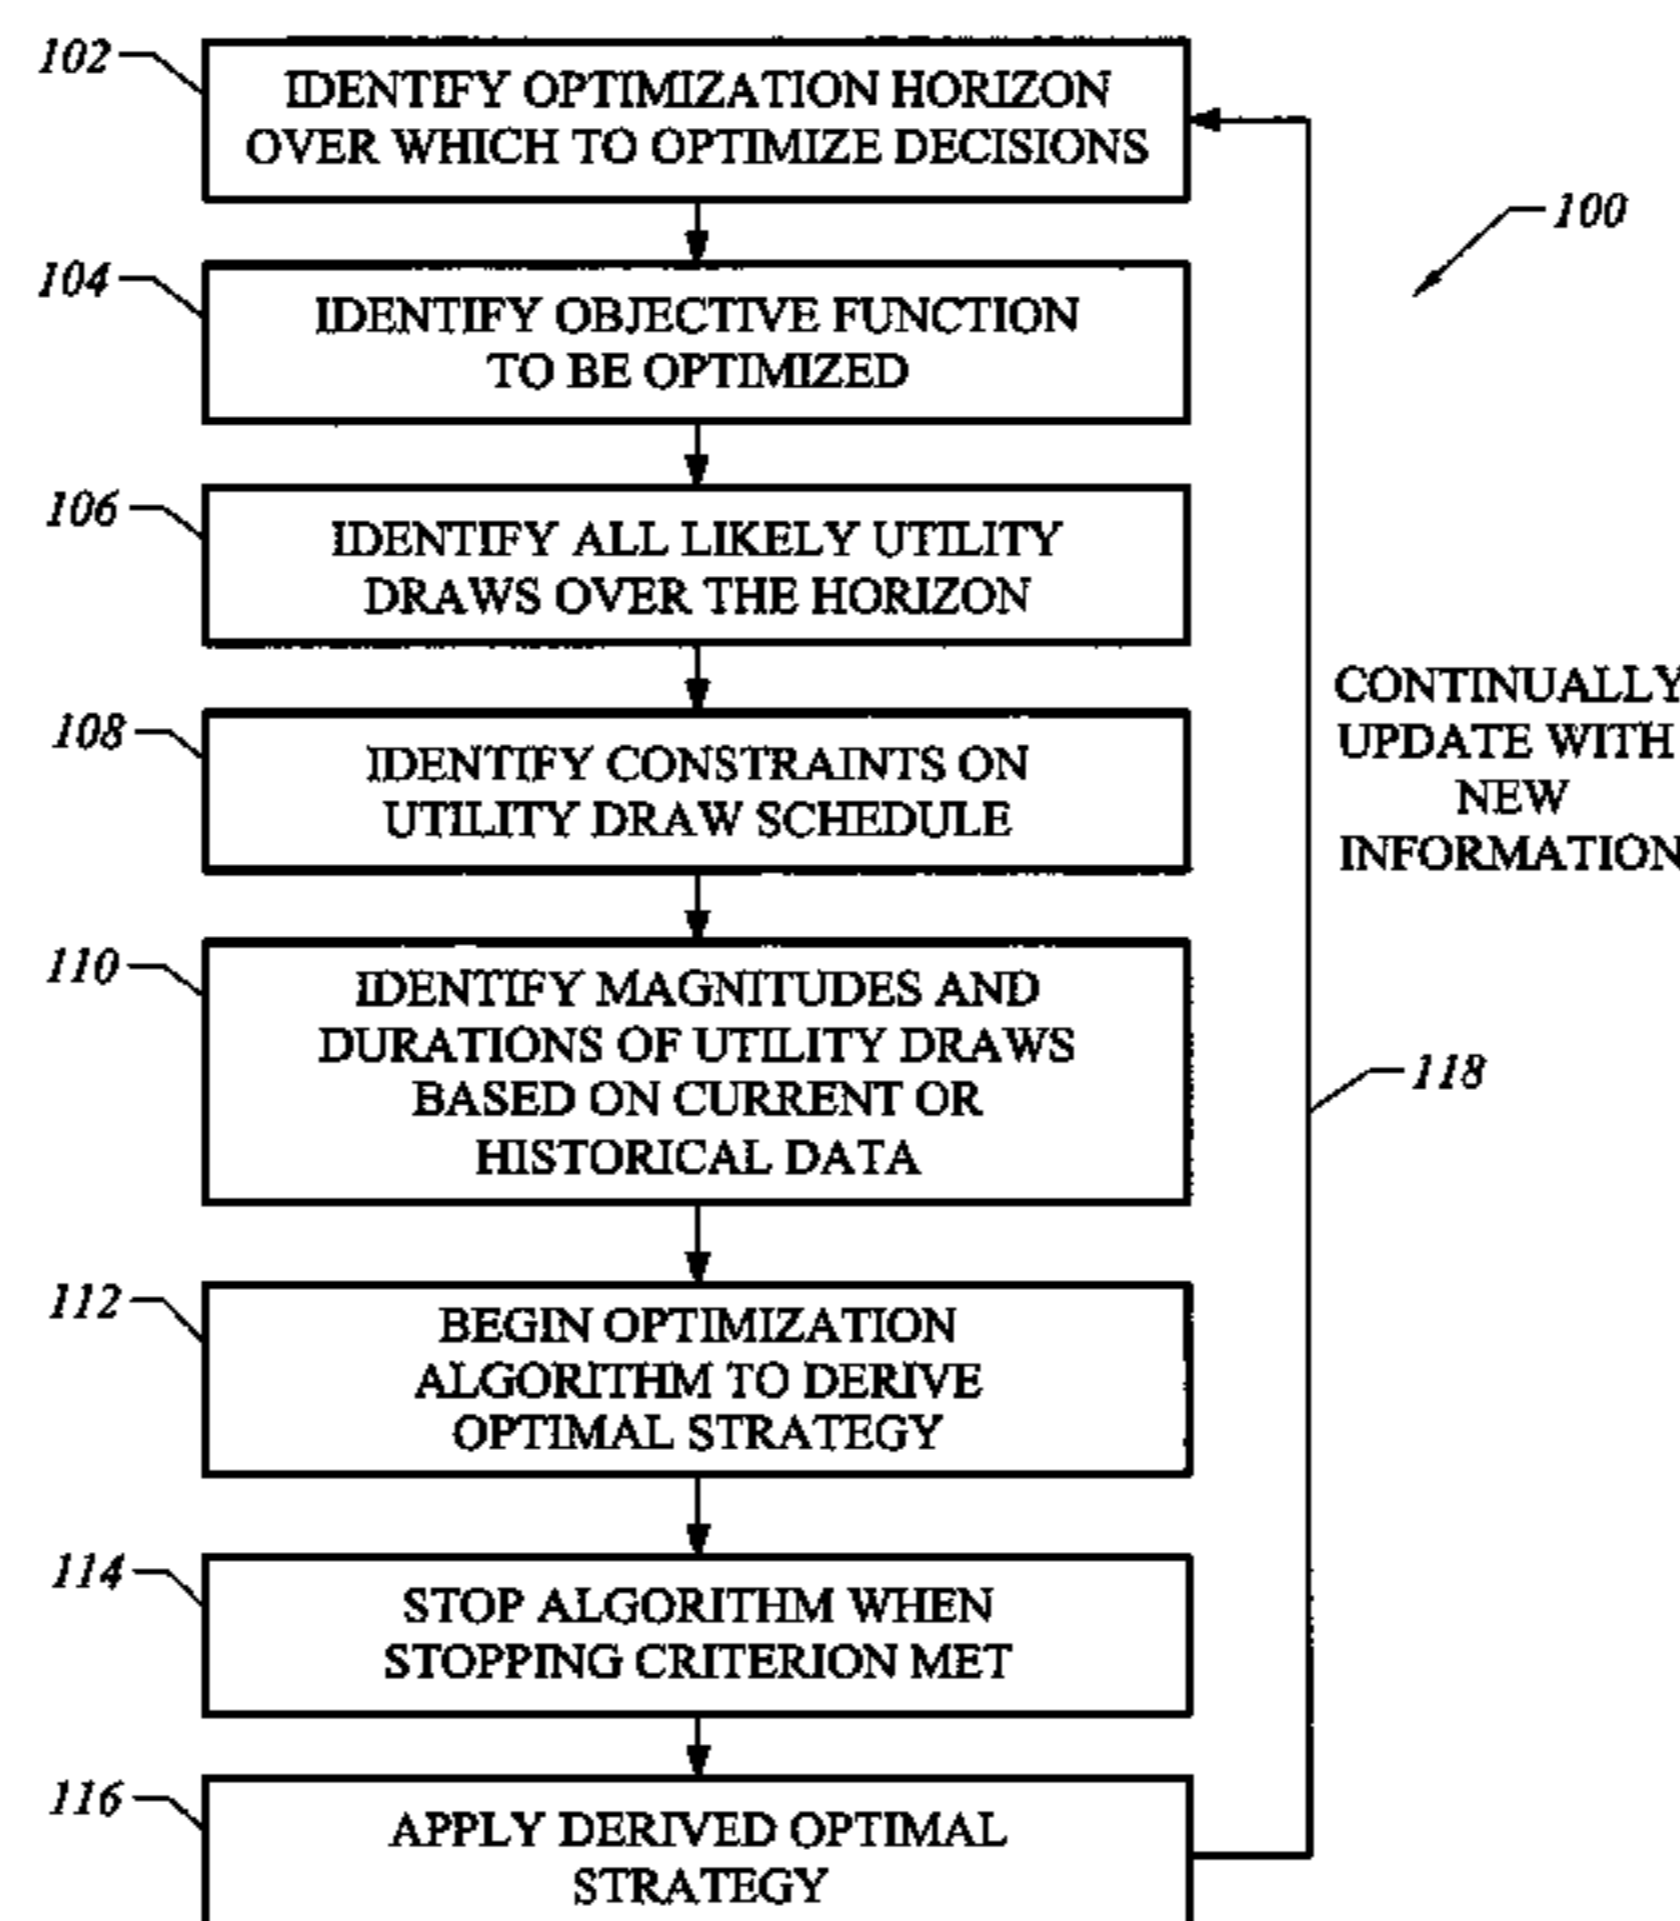 102
IDENTIFY OPTIMIZATION HORIZON
OVER WHICH TO OPTIMIZE DECISIONS
100
104
IDENTIFY OBJECTIVE FUNCTION
TO BE OPTIMIZED
106
IDENTIFY ALL LIKELY UTILITY
DRAWS OVER THE HORIZON
108
IDENTIFY CONSTRAINTS ON
UTILITY DRAW SCHEDULE
CONTINUALLY
UPDATE WITH
NEW
INFORMATION
110
IDENTIFY MAGNITUDES AND
DURATIONS OF UTILITY DRAWS
BASED ON CURRENT OR
HISTORICAL DATA
118
112
BEGIN OPTIMIZATION
ALGORITHM TO DERIVE
OPTIMAL STRATEGY
114
STOP ALGORITHM WHEN
STOPPING CRITERION MET
116
APPLY DERIVED OPTIMAL
STRATEGY